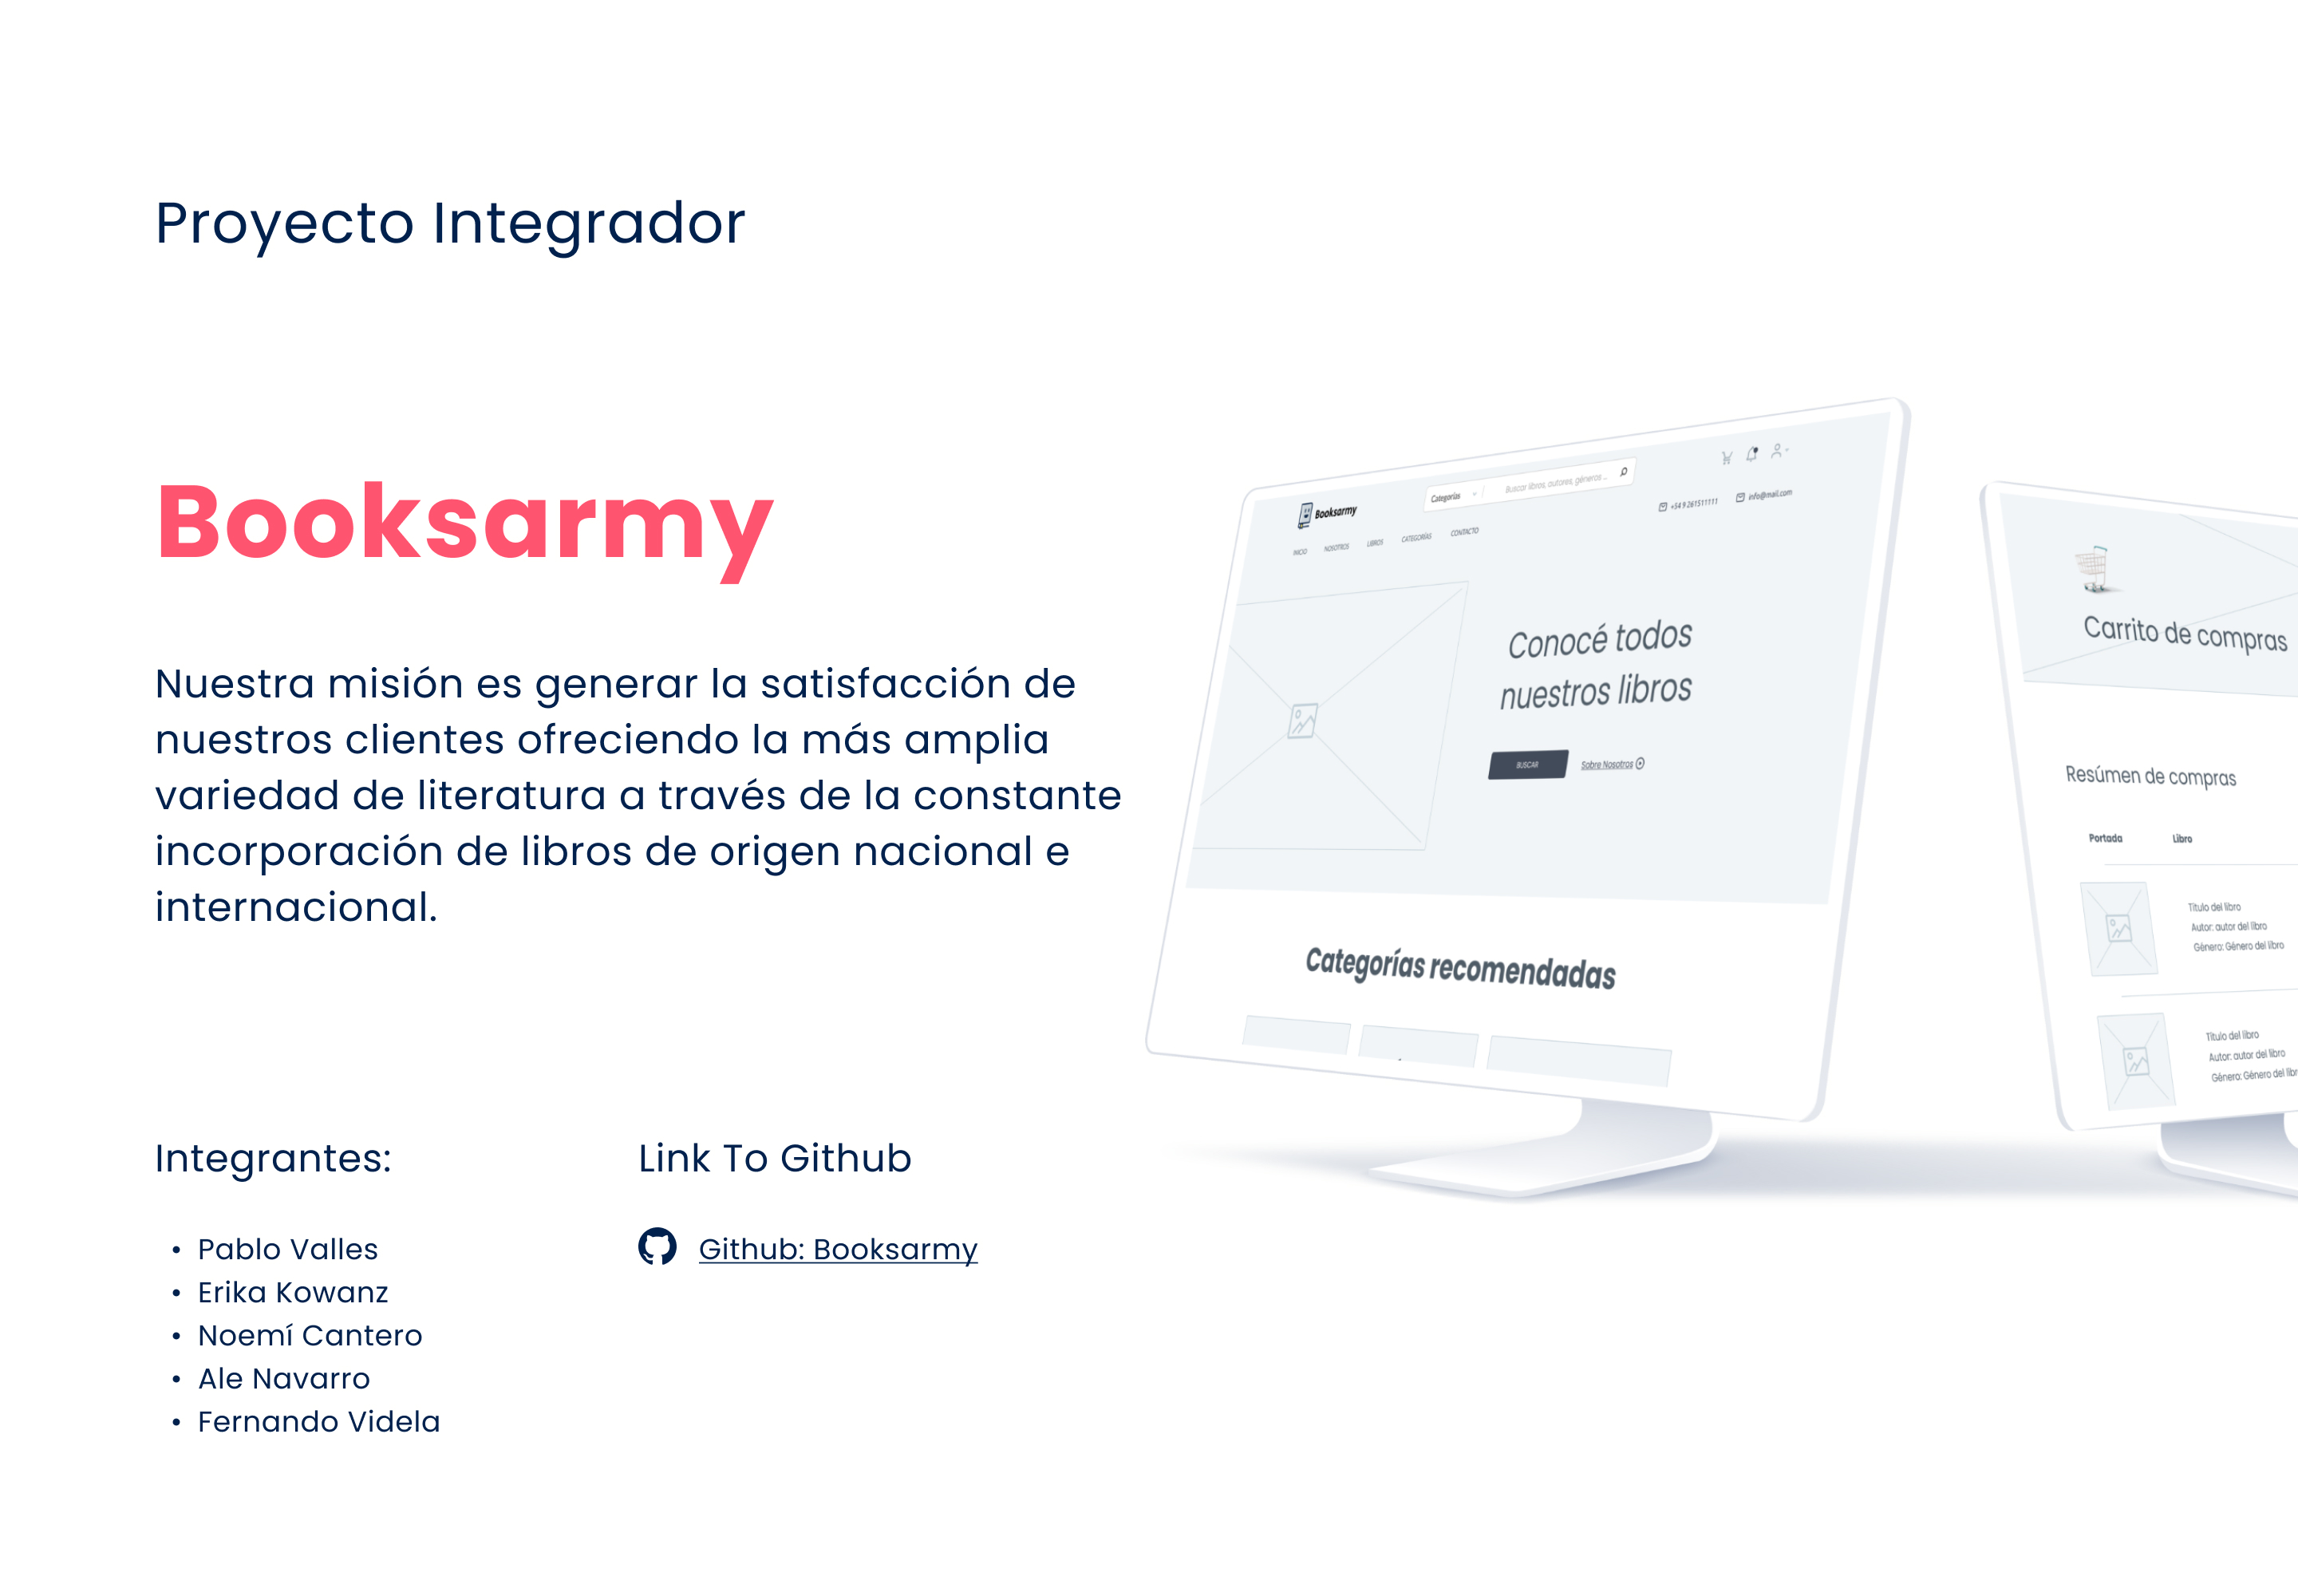 Proyecto Integrador
Booksarmy
Nuestra misión es generar la satisfacción de
nuestros clientes ofreciendo la más amplia
variedad de literatura a través de la constante
incorporación de libros de origen nacional e
internacional.
Integrantes:
• Pablo Valles
• Erika Kowanz
• Noemí Cantero
• Ale Navarro
• Fernando Videla
Link To Github
Github: Booksarmy
Booksarmy
Categorías
Buscar libros, autores, géneros ...
+54 9 261511111
info@mail.com
INICIO NOSOTROS LIBROS CATEGORÍAS CONTACTO
Conocé todos
nuestros libros
BUSCAR
Sobre Nosotros
Categorías recomendadas
Carrito de compras
Resúmen de compras
Portada Libro
Título del libro
Autor: autor del libro
Género: Género del libro
Título del libro
Autor: autor del libro
Género: Género del libr